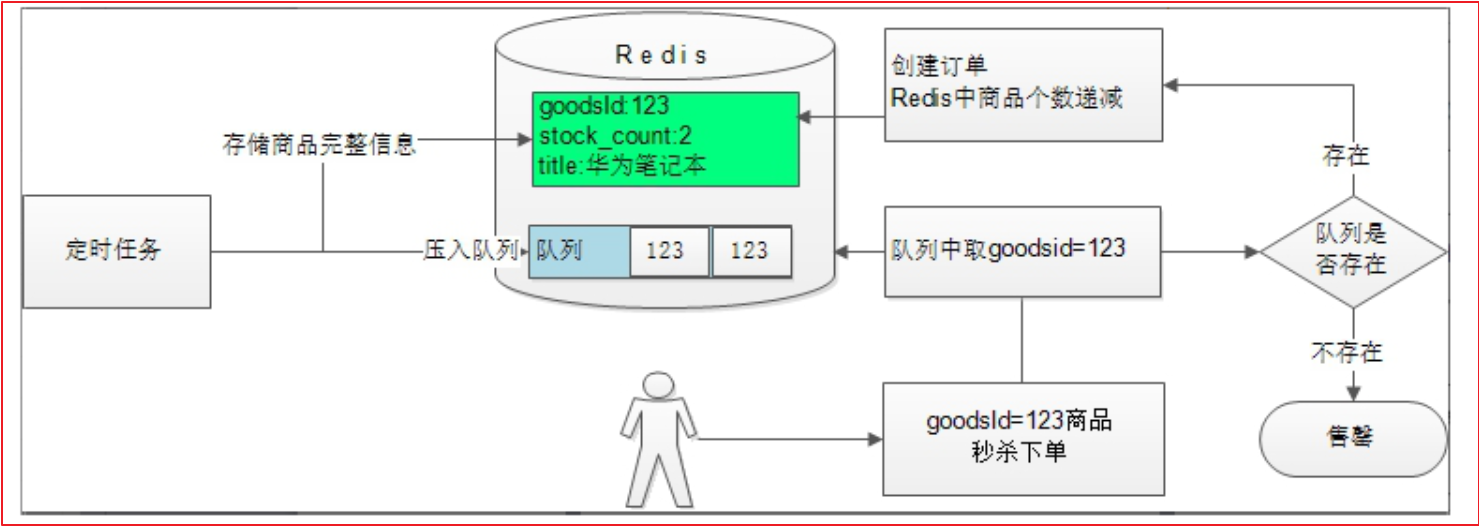 Redis
goodsId:123
stock_count:2
title:华为笔记本
创建订单
Redis中商品个数递减
存储商品完整信息
存在
定时任务
压入队列
队列
123
123
队列中取goodsid=123
队列是
否存在
不存在
goodsId=123商品
秒杀下单
售罄